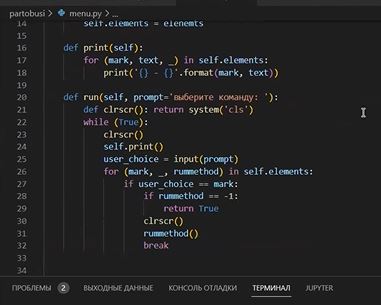 partobusi > menu.py > ...
14 self.elements = elenemts
16 def print(self):
17 for (mark, text, _) in self.elements:
18 print('{} - {}'.format(mark, text))
19
20 def run(self, prompt='выберите команду: '):
21 def clrscr(): return system('cls')
22 while (True):
23 clrscr()
24 self.print()
25 user_choice = input(prompt)
26 for (mark, _, rummethod) in self.elements:
27 if user_choice == mark:
28 if rummethod == -1:
29 return True
30 clrscr()
31 rummethod()
32 break
ПРОБЛЕМЫ 2 ВЫХОДНЫЕ ДАННЫЕ КОНСОЛЬ ОТЛАДКИ ТЕРМИНАЛ JUPYTER